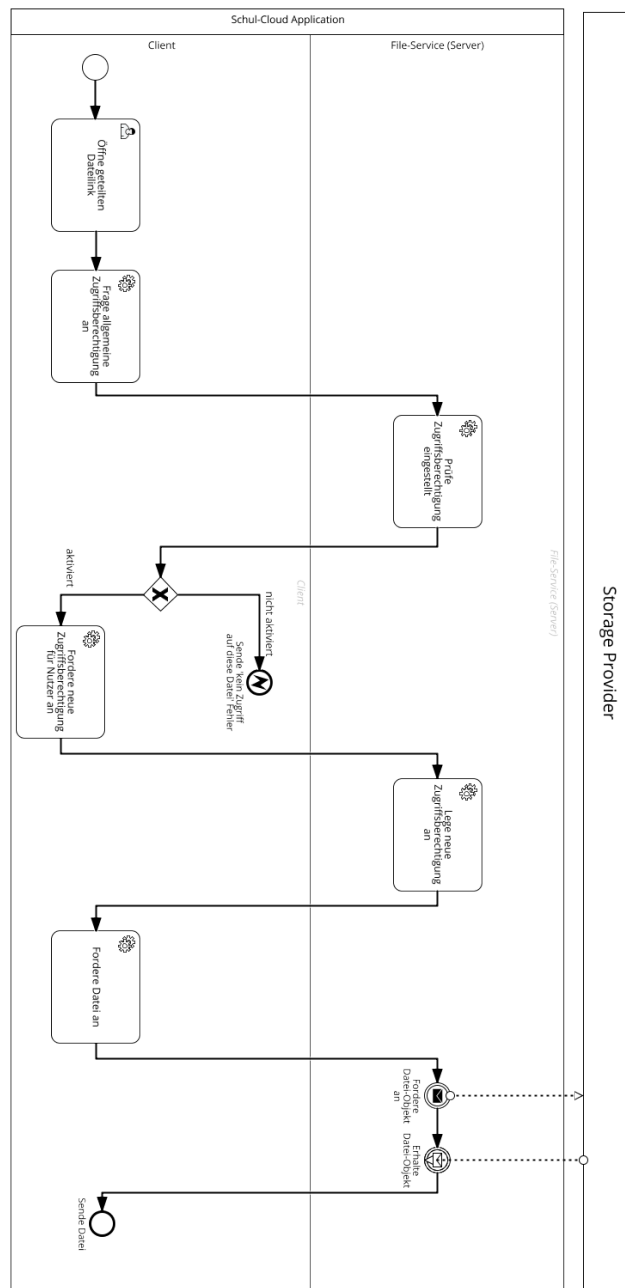 Schul-Cloud Application
Client
File-Service (Server)
Storage Provider
Öffne geteilten
Dateilink
Frage allgemeine
Zugriffsberechtigung
an
Prüfe
Zugriffsberechtigung
eingestellt
File-Service (Server)
Client
aktiviert
nicht aktiviert
Sende 'kein Zugriff
auf diese Datei' Fehler
Fordere neue
Zugriffsberechtigung
für Nutzer an
Lege neue
Zugriffsberechtigung
an
Fordere Datei an
Fordere
Datei-Objekt
an
Erhalte
Datei-Objekt
Sende Datei